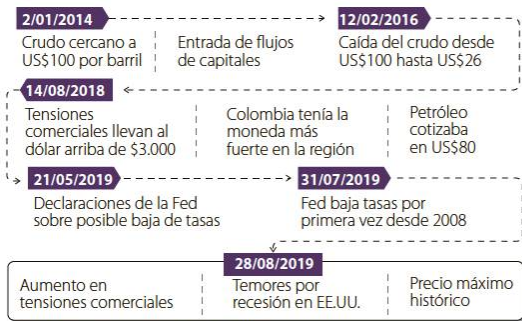 2/01/2014
Crudo cercano a
US$100 por barril
Entrada de flujos
de capitales
12/02/2016
Caída del crudo desde
US$100 hasta US$26
14/08/2018
Tensiones
comerciales llevan al
dólar arriba de $3.000
Colombia tenía la
moneda más
fuerte en la región
Petróleo
cotizaba
en US$80
21/05/2019
Declaraciones de la Fed
sobre posible baja de tasas
31/07/2019
Fed baja tasas por
primera vez desde 2008
28/08/2019
Aumento en
tensiones comerciales
Temores por
recesión en EE.UU.
Precio máximo
histórico